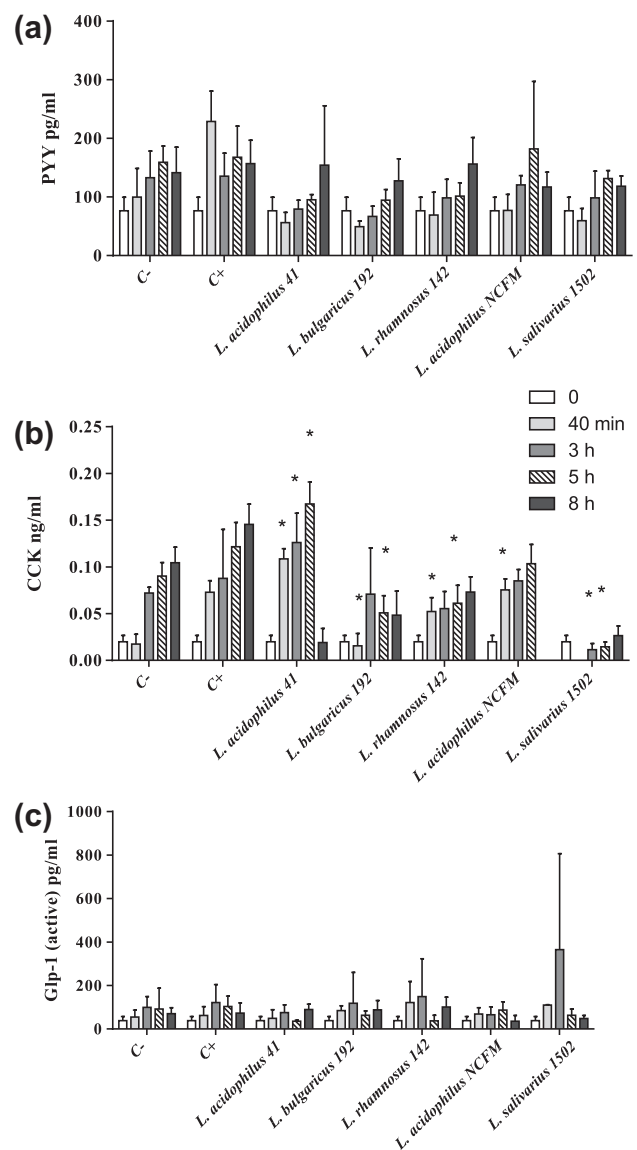 (a)
400
300
200
100
0
PYY pg/ml
C-
C+
L. acidophilus 41
L. bulgaricus 192
L. rhamnosus 142
L. acidophilus NCFM
L. salivarius 1502
0
40 min
3 h
5 h
8 h
(b)
0.25
0.20
0.15
0.10
0.05
0.00
CCK ng/ml
* * *
* *
* *
*
* *
C-
C+
L. acidophilus 41
L. bulgaricus 192
L. rhamnosus 142
L. acidophilus NCFM
L. salivarius 1502
(c)
1000
800
600
400
200
0
Glp-1 (active) pg/ml
C-
C+
L. acidophilus 41
L. bulgaricus 192
L. rhamnosus 142
L. acidophilus NCFM
L. salivarius 1502